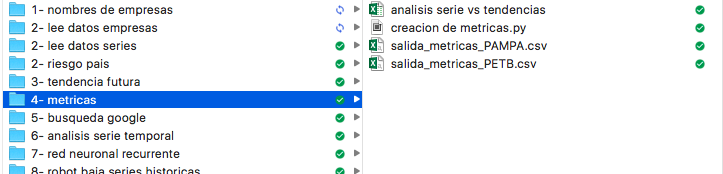 1- nombres de empresas
2- lee datos empresas
2- lee datos series
2- riesgo pais
3- tendencia futura
4- metricas
5- busqueda google
6- analisis serie temporal
7- red neuronal recurrente
8- robot baja series historicas
analisis serie vs tendencias
creacion de metricas.py
salida_metricas_PAMPA.csv
salida_metricas_PETB.csv